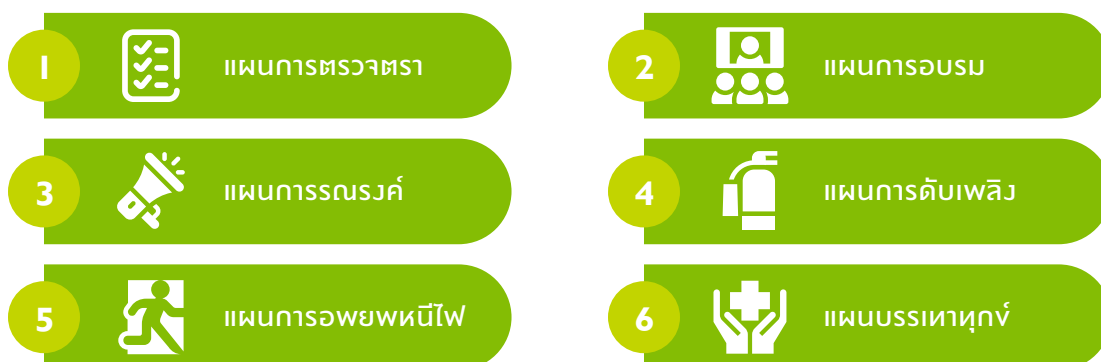 1
แผนการตรวจตรา
2
แผนการอบรม
3
แผนการรณรงค์
4
แผนการดับเพลิง
5
แผนการอพยพหนีไฟ
6
แผนบรรเทาทุกข์